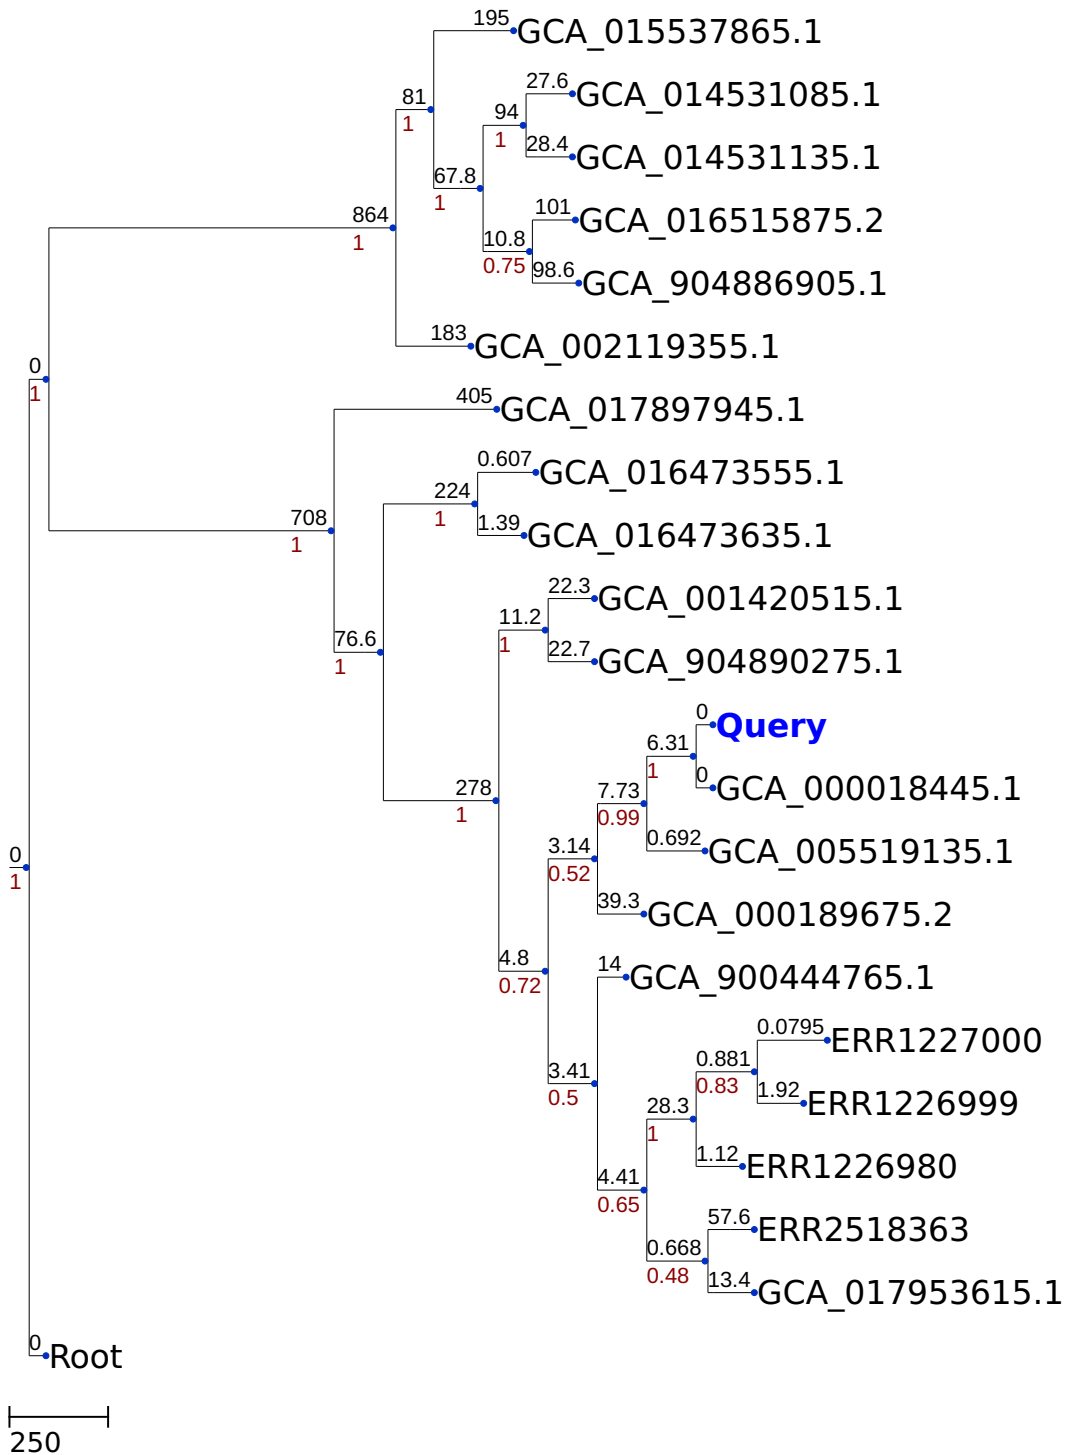 195 GCA_015537865.1
27.6 GCA_014531085.1
81
94
1
1
28.4 GCA_014531135.1
67.8
1
101 GCA_016515875.2
864
10.8
1
0.75
98.6 GCA_904886905.1
183 GCA_002119355.1
0
1
405 GCA_017897945.1
0.607 GCA_016473555.1
224
1
708
1.39 GCA_016473635.1
1
22.3 GCA_001420515.1
11.2
76.6
1
22.7 GCA_904890275.1
1
0 Query
6.31
1
0 GCA_000018445.1
278
7.73
1
0.99
0.692 GCA_005519135.1
3.14
0
0.52
1
39.3 GCA_000189675.2
4.8
14 GCA_900444765.1
0.72
0.0795 ERR1227000
0.881
3.41
0.83
0.5
1.92 ERR1226999
28.3
1
1.12 ERR1226980
4.41
0.65
57.6 ERR2518363
0.668
0.48
13.4 GCA_017953615.1
0 Root
250